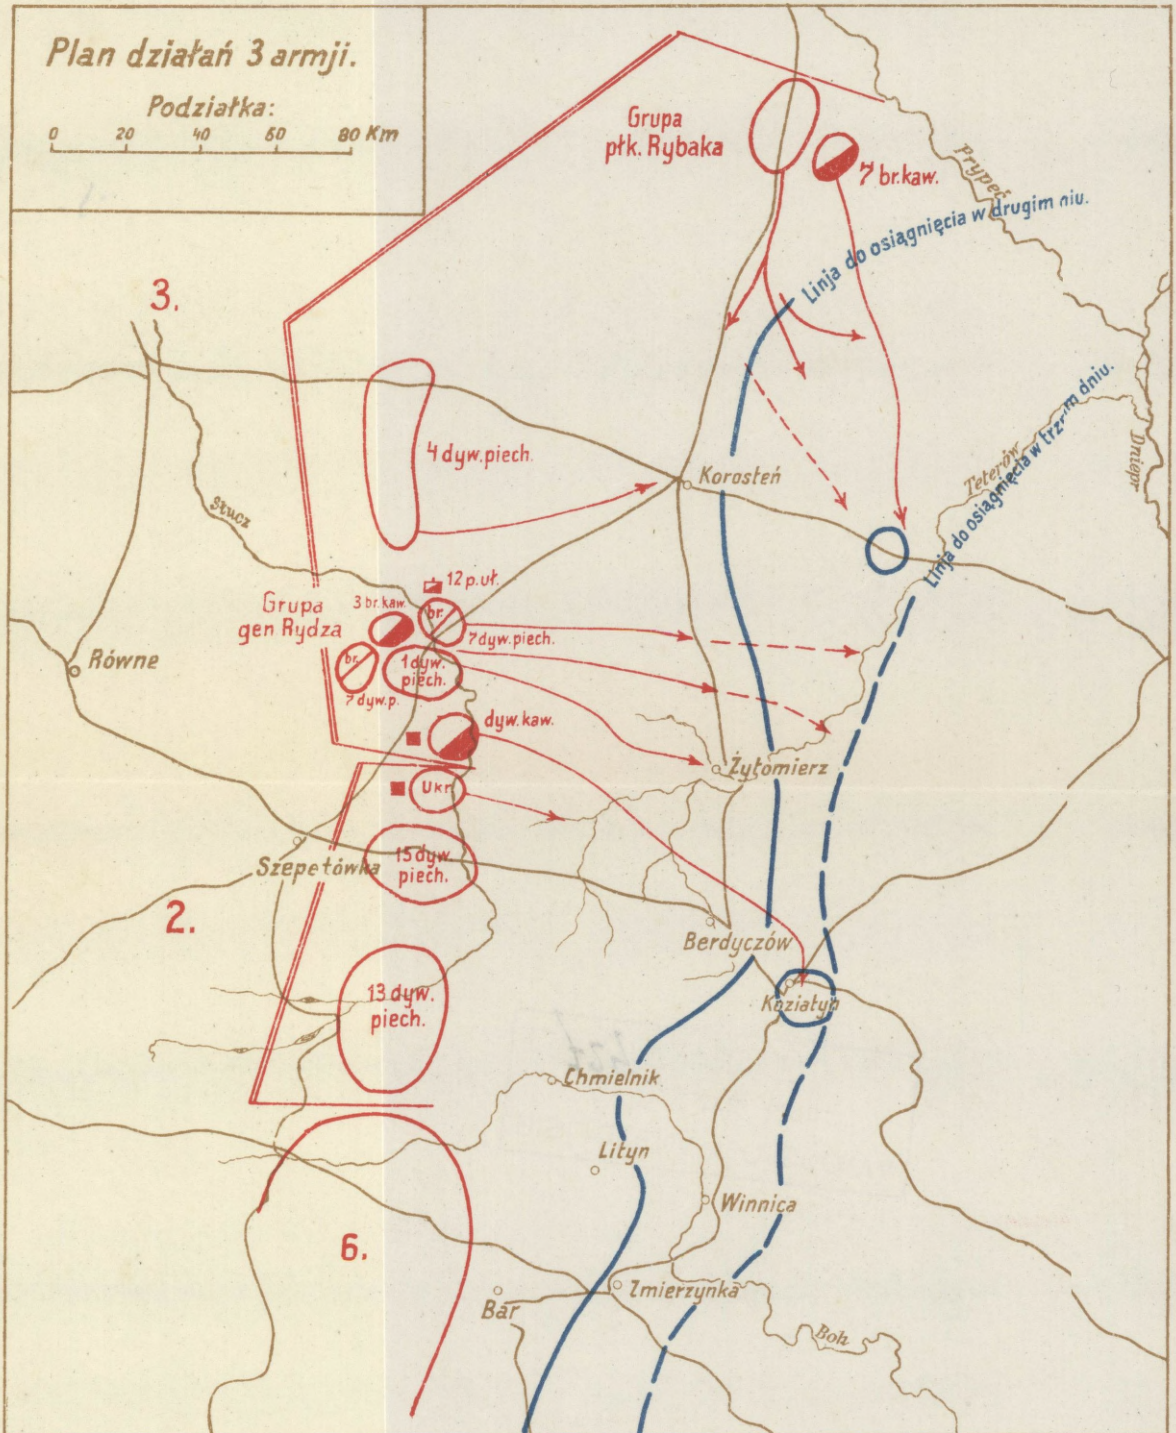 Plan działań 3 armji.
Podziałka:
0 20 40 60 80 Km
Grupa
płk. Rybaka
7 br.kaw.
Prypeć
Linja do osiągnięcia w drugim niu.
3.
4 dyw.piech.
Korosteń
Teterów
Dniepr
Linja do osiągnięcia w trzcim dniu.
Słucz
12 p.uł.
3 br.kaw.
br.
Grupa
gen Rydza
7 dyw.piech.
br.
1 dyw.
piech.
7 dyw.p.
Równe
dyw.kaw.
Żytomierz
Ukr.
Szepetówka
15 dyw.
piech.
2.
Berdyczów
13 dyw.
piech.
Koziatyn
Chmielnik
Lityn
Winnica
6.
Żmierzynka
Bar
Boh